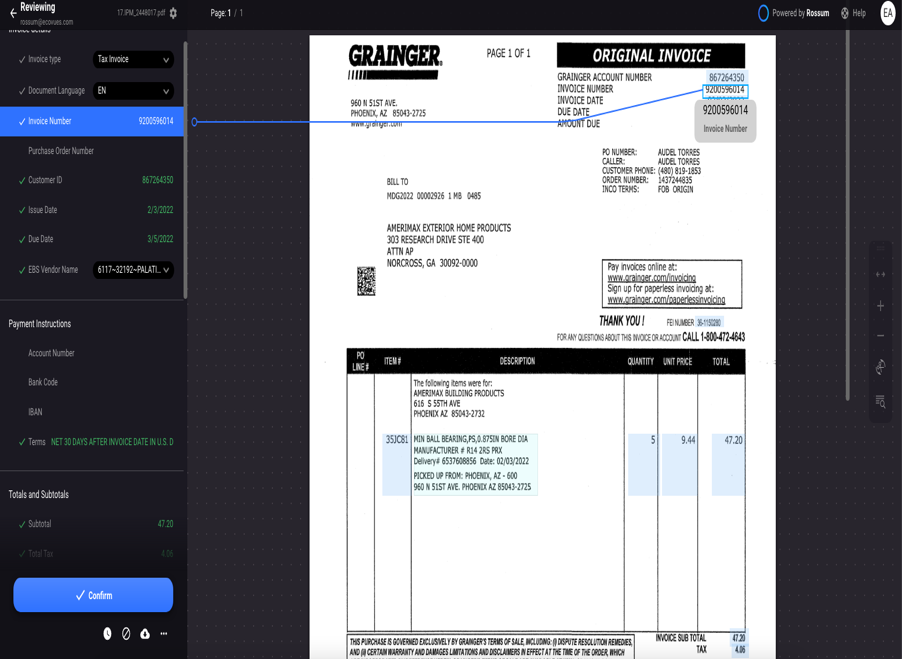 Reviewing
rossum@ecovues.com
17.IPM_2448017.pdf
Page: 1 / 1
Powered by Rossum
Help
EA
Invoice details
Invoice type
Tax Invoice
Document Language
EN
Invoice Number
9200596014
Purchase Order Number
Customer ID
867264350
Issue Date
2/3/2022
Due Date
3/5/2022
EBS Vendor Name
6117~32192~PALATI...
Payment Instructions
Account Number
Bank Code
IBAN
Terms
NET 30 DAYS AFTER INVOICE DATE IN U.S. D
Totals and Subtotals
Subtotal
47.20
Total Tax
4.06
Confirm
GRAINGER®
PAGE 1 OF 1
ORIGINAL INVOICE
960 N 51ST AVE.
PHOENIX, AZ 85043-2725
www.grainger.com
GRAINGER ACCOUNT NUMBER 867264350
INVOICE NUMBER 9200596014
INVOICE DATE
DUE DATE
AMOUNT DUE
9200596014
Invoice Number
PO NUMBER: AUDEL TORRES
CALLER: AUDEL TORRES
CUSTOMER PHONE: (480) 819-1853
ORDER NUMBER: 1437244835
INCO TERMS: FOB ORIGIN
BILL TO
MDG2022 00002926 1 MB 0485
AMERIMAX EXTERIOR HOME PRODUCTS
303 RESEARCH DRIVE STE 400
ATTN AP
NORCROSS, GA 30092-0000
Pay invoices online at:
www.grainger.com/invoicing
Sign up for paperless invoicing at:
www.grainger.com/paperlessinvoicing
THANK YOU !
FEI NUMBER 36-1150280
FOR ANY QUESTIONS ABOUT THIS INVOICE OR ACCOUNT CALL 1-800-472-4643
PO LINE # ITEM # DESCRIPTION QUANTITY UNIT PRICE TOTAL
The following items were for:
AMERIMAX BUILDING PRODUCTS
616 S 55TH AVE
PHOENIX AZ 85043-2732
35JC81 MIN BALL BEARING,PS,0.875IN BORE DIA 5 9.44 47.20
MANUFACTURER # R14 2RS PRX
Delivery# 6537608856 Date: 02/03/2022
PICKED UP FROM: PHOENIX, AZ - 600
960 N 51ST AVE. PHOENIX AZ 85043-2725
INVOICE SUB TOTAL 47.20
TAX 4.06
THIS PURCHASE IS GOVERNED EXCLUSIVELY BY GRAINGER'S TERMS OF SALE, INCLUDING: (I) DISPUTE RESOLUTION REMEDIES,
AND (II) CERTAIN WARRANTY AND DAMAGES LIMITATIONS AND DISCLAIMERS IN EFFECT AT THE TIME OF THE ORDER, WHICH